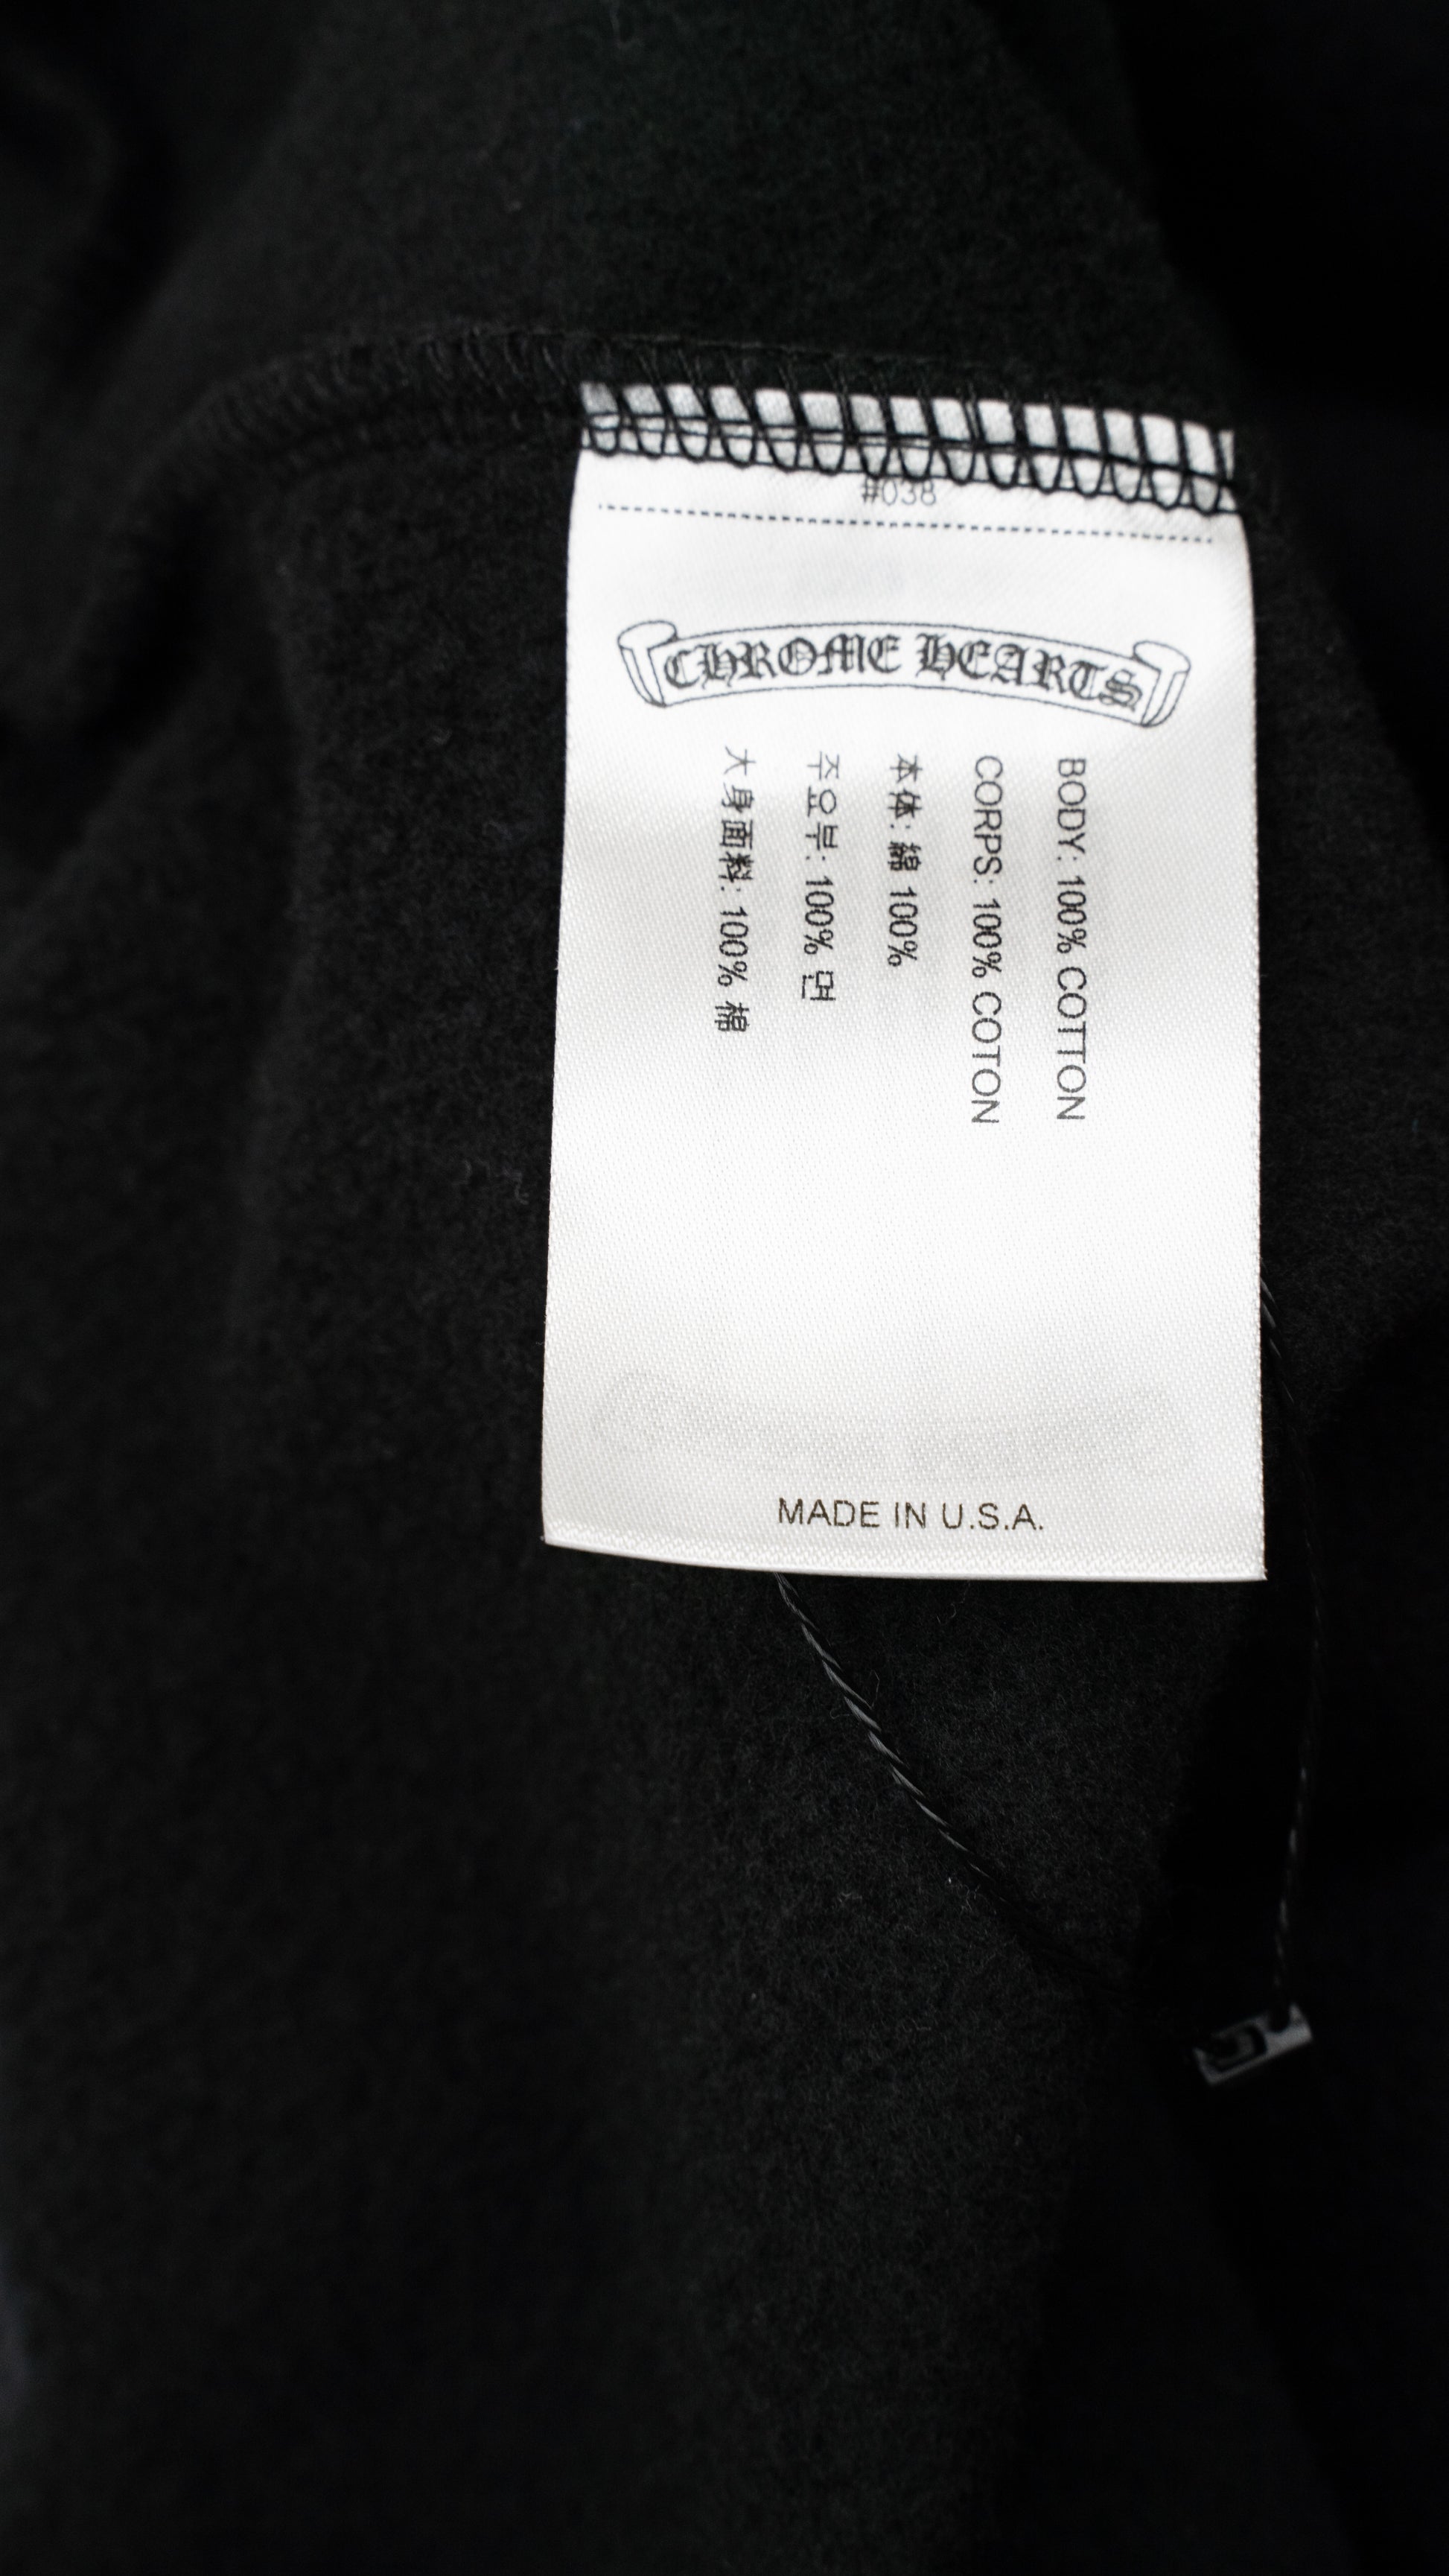 #038
CHROME HEARTS
BODY: 100% COTTON
CORPS: 100% COTON
本体: 綿 100%
주요부: 100% 면
大身面料: 100% 棉
MADE IN U.S.A.